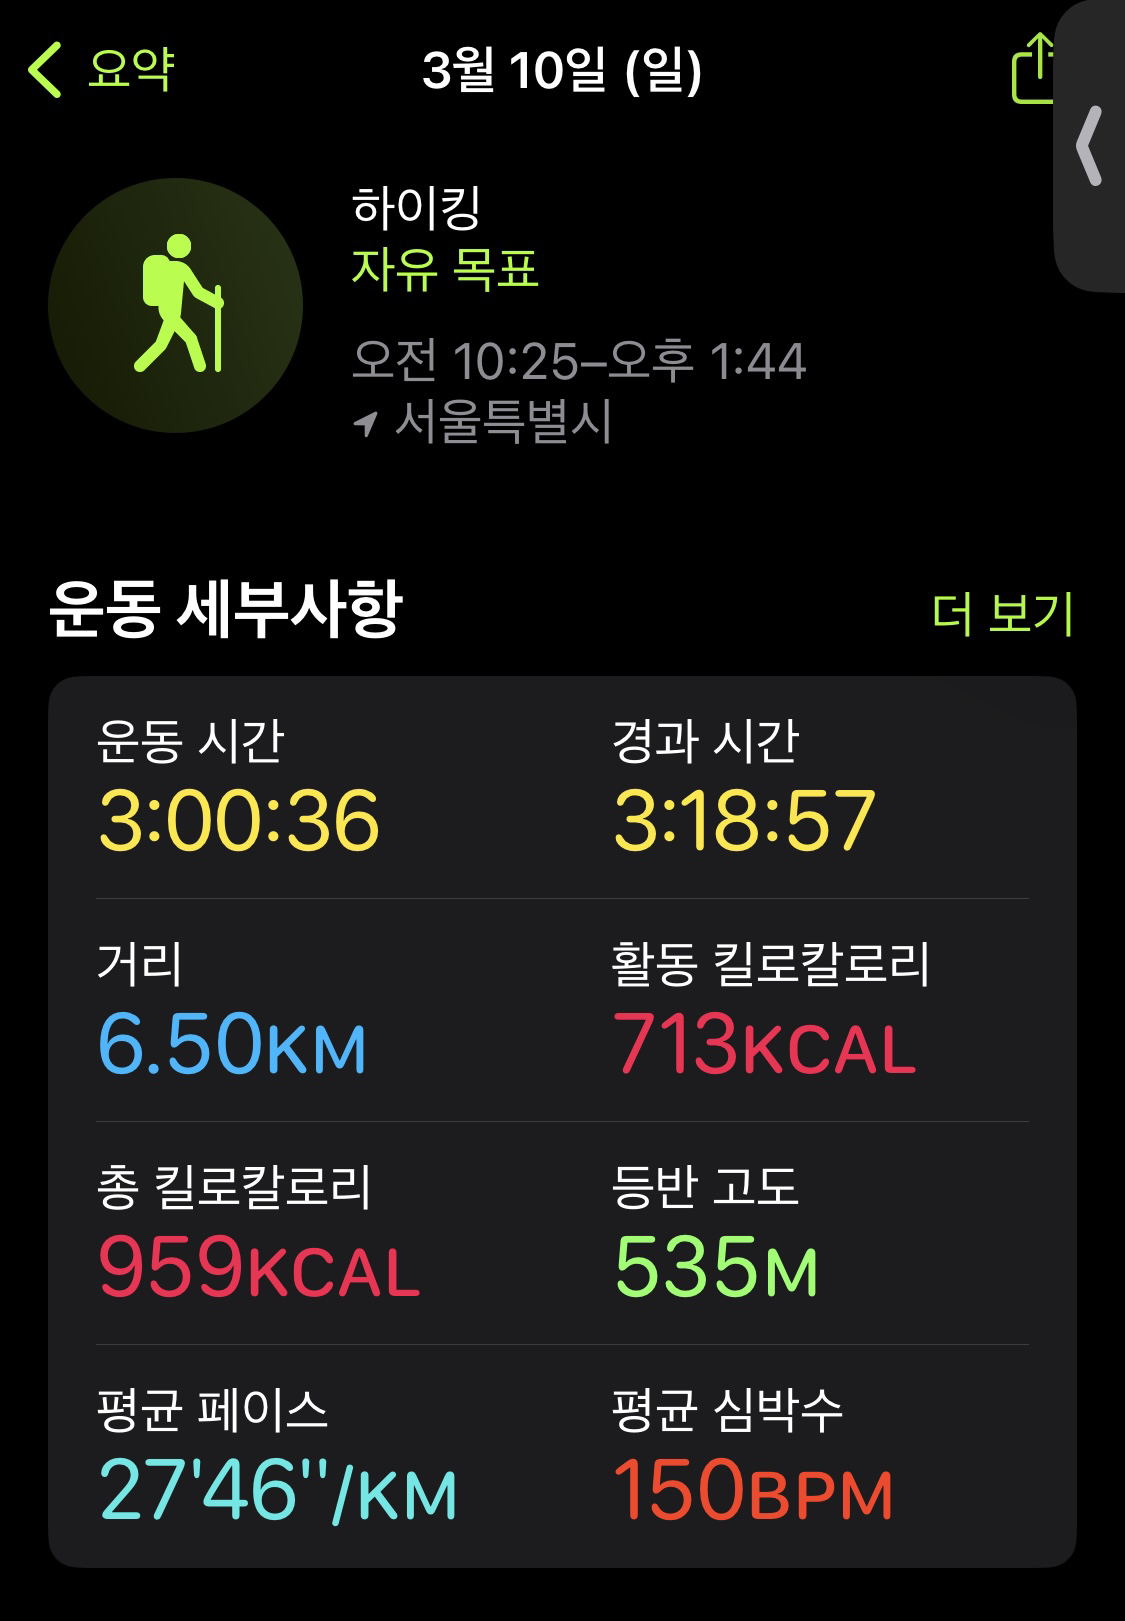 요약
3월 10일 (일)
하이킹
자유 목표
오전 10:25–오후 1:44
서울특별시
운동 세부사항
더 보기
운동 시간
경과 시간
3:00:36
3:18:57
거리
활동 킬로칼로리
6.50KM
713KCAL
총 킬로칼로리
등반 고도
959KCAL
535M
평균 페이스
평균 심박수
27'46"/KM
150BPM